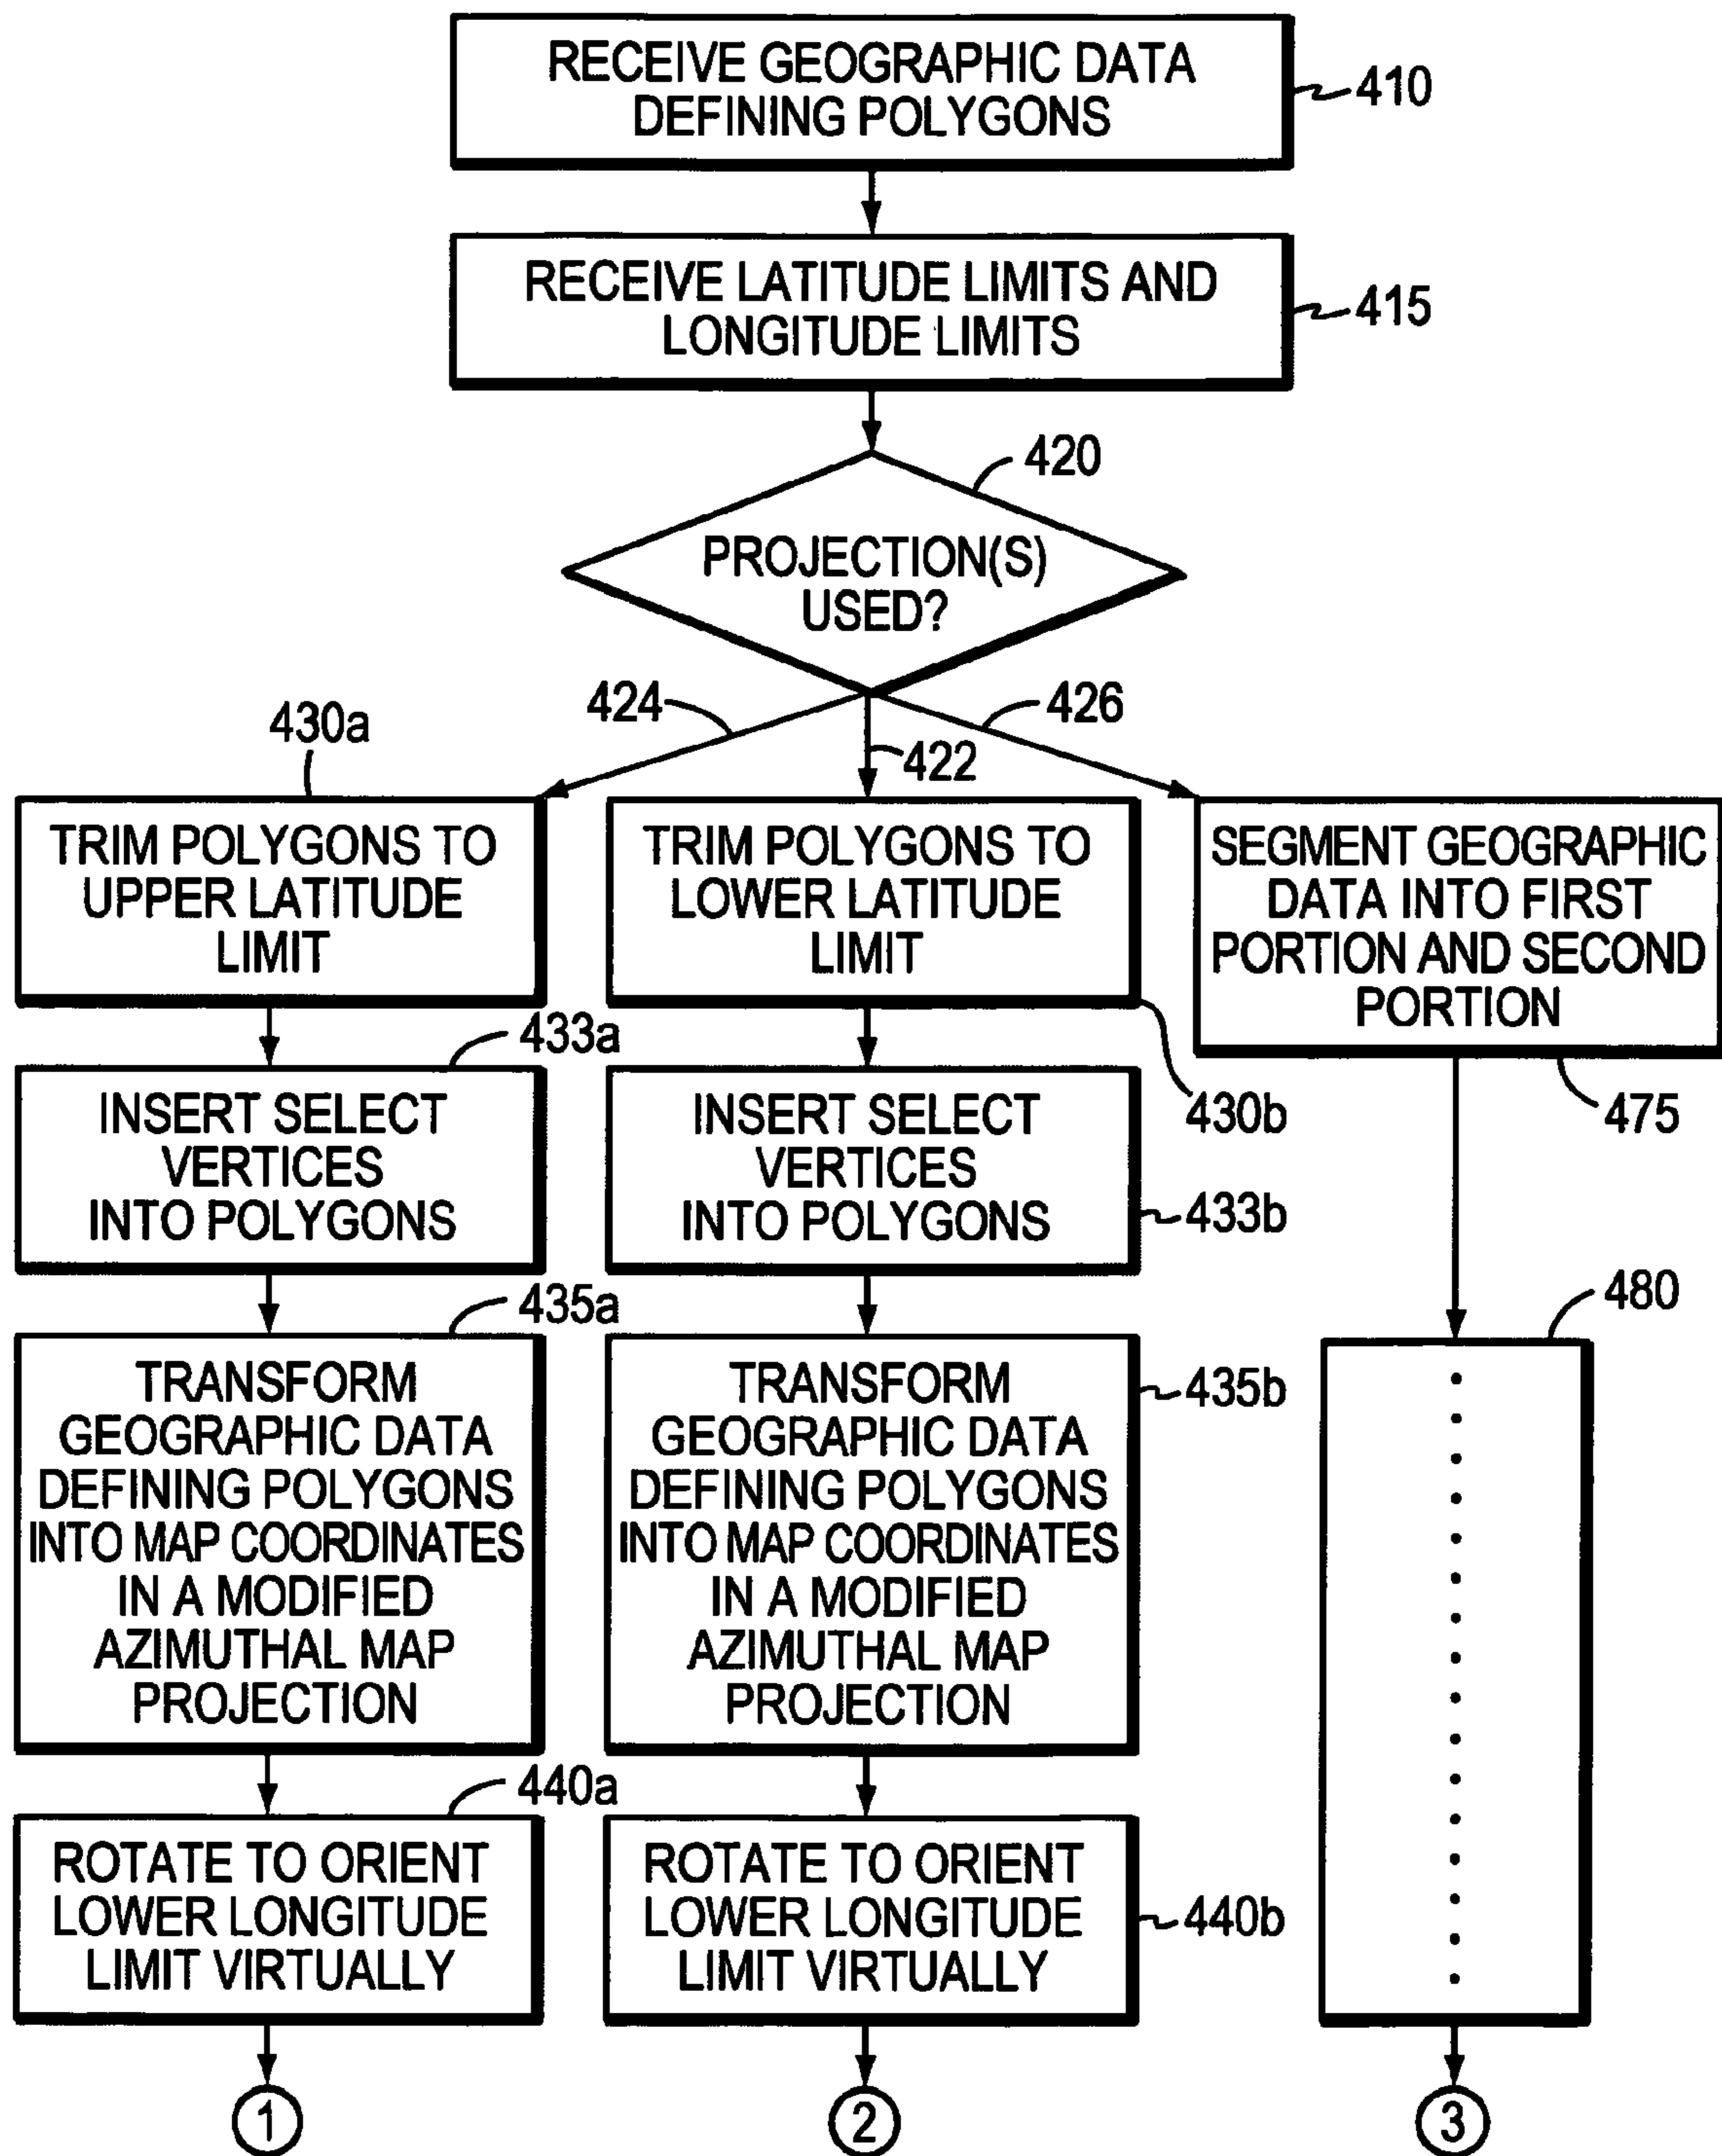 RECEIVE GEOGRAPHIC DATA
DEFINING POLYGONS
410
RECEIVE LATITUDE LIMITS AND
LONGITUDE LIMITS
415
420
PROJECTION(S)
USED?
424
422
426
430a
TRIM POLYGONS TO
UPPER LATITUDE
LIMIT
TRIM POLYGONS TO
LOWER LATITUDE
LIMIT
430b
SEGMENT GEOGRAPHIC
DATA INTO FIRST
PORTION AND SECOND
PORTION
475
433a
INSERT SELECT
VERTICES
INTO POLYGONS
INSERT SELECT
VERTICES
INTO POLYGONS
433b
435a
TRANSFORM
GEOGRAPHIC DATA
DEFINING POLYGONS
INTO MAP COORDINATES
IN A MODIFIED
AZIMUTHAL MAP
PROJECTION
TRANSFORM
GEOGRAPHIC DATA
DEFINING POLYGONS
INTO MAP COORDINATES
IN A MODIFIED
AZIMUTHAL MAP
PROJECTION
435b
480
440a
ROTATE TO ORIENT
LOWER LONGITUDE
LIMIT VIRTUALLY
ROTATE TO ORIENT
LOWER LONGITUDE
LIMIT VIRTUALLY
440b
1
2
3